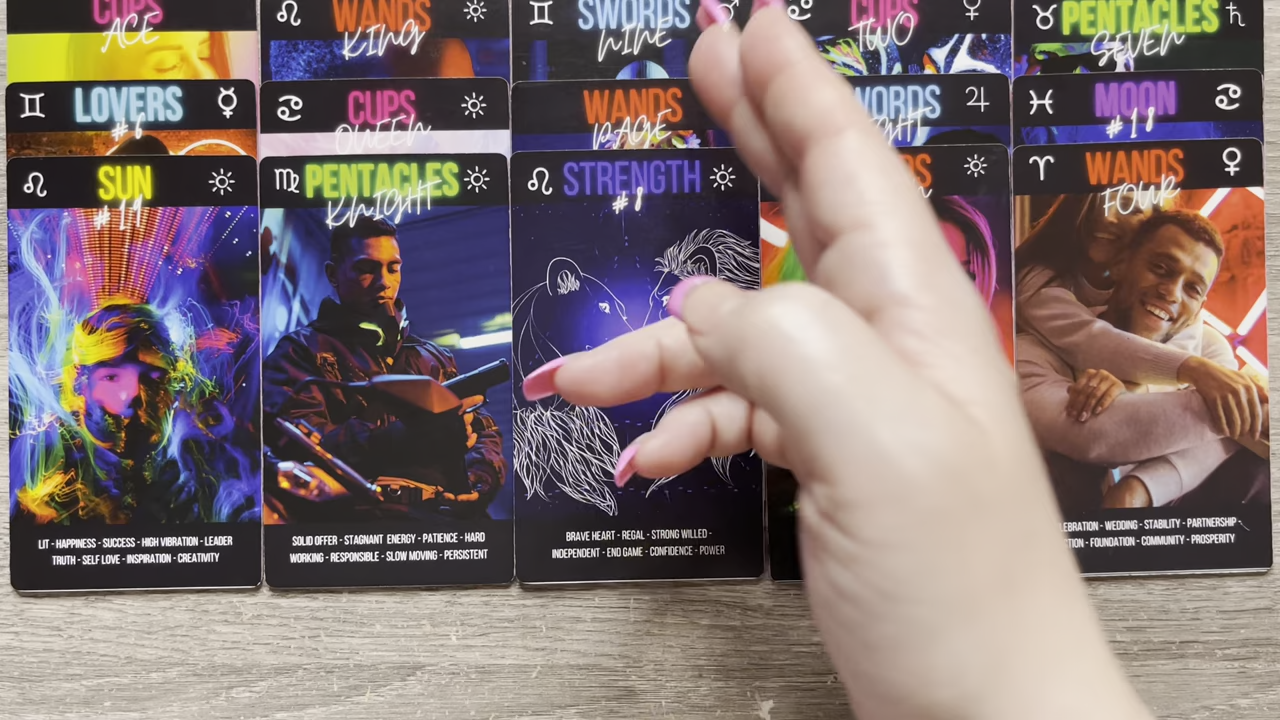 CUPS
ACE
WANDS
KING
SWORDS
NINE
CUPS
TWO
PENTACLES
SEVEN
LOVERS
#6
CUPS
QUEEN
WANDS
PAGE
MOON
#18
SUN
#19
PENTACLES
KNIGHT
STRENGTH
#8
WANDS
FOUR
LIT - HAPPINESS - SUCCESS - HIGH VIBRATION - LEADER
TRUTH - SELF LOVE - INSPIRATION - CREATIVITY
SOLID OFFER - STAGNANT ENERGY - PATIENCE - HARD
WORKING - RESPONSIBLE - SLOW MOVING - PERSISTENT
BRAVE HEART - REGAL - STRONG WILLED -
INDEPENDENT - END GAME - CONFIDENCE - POWER
WEDDING - STABILITY - PARTNERSHIP -
FOUNDATION - COMMUNITY - PROSPERITY